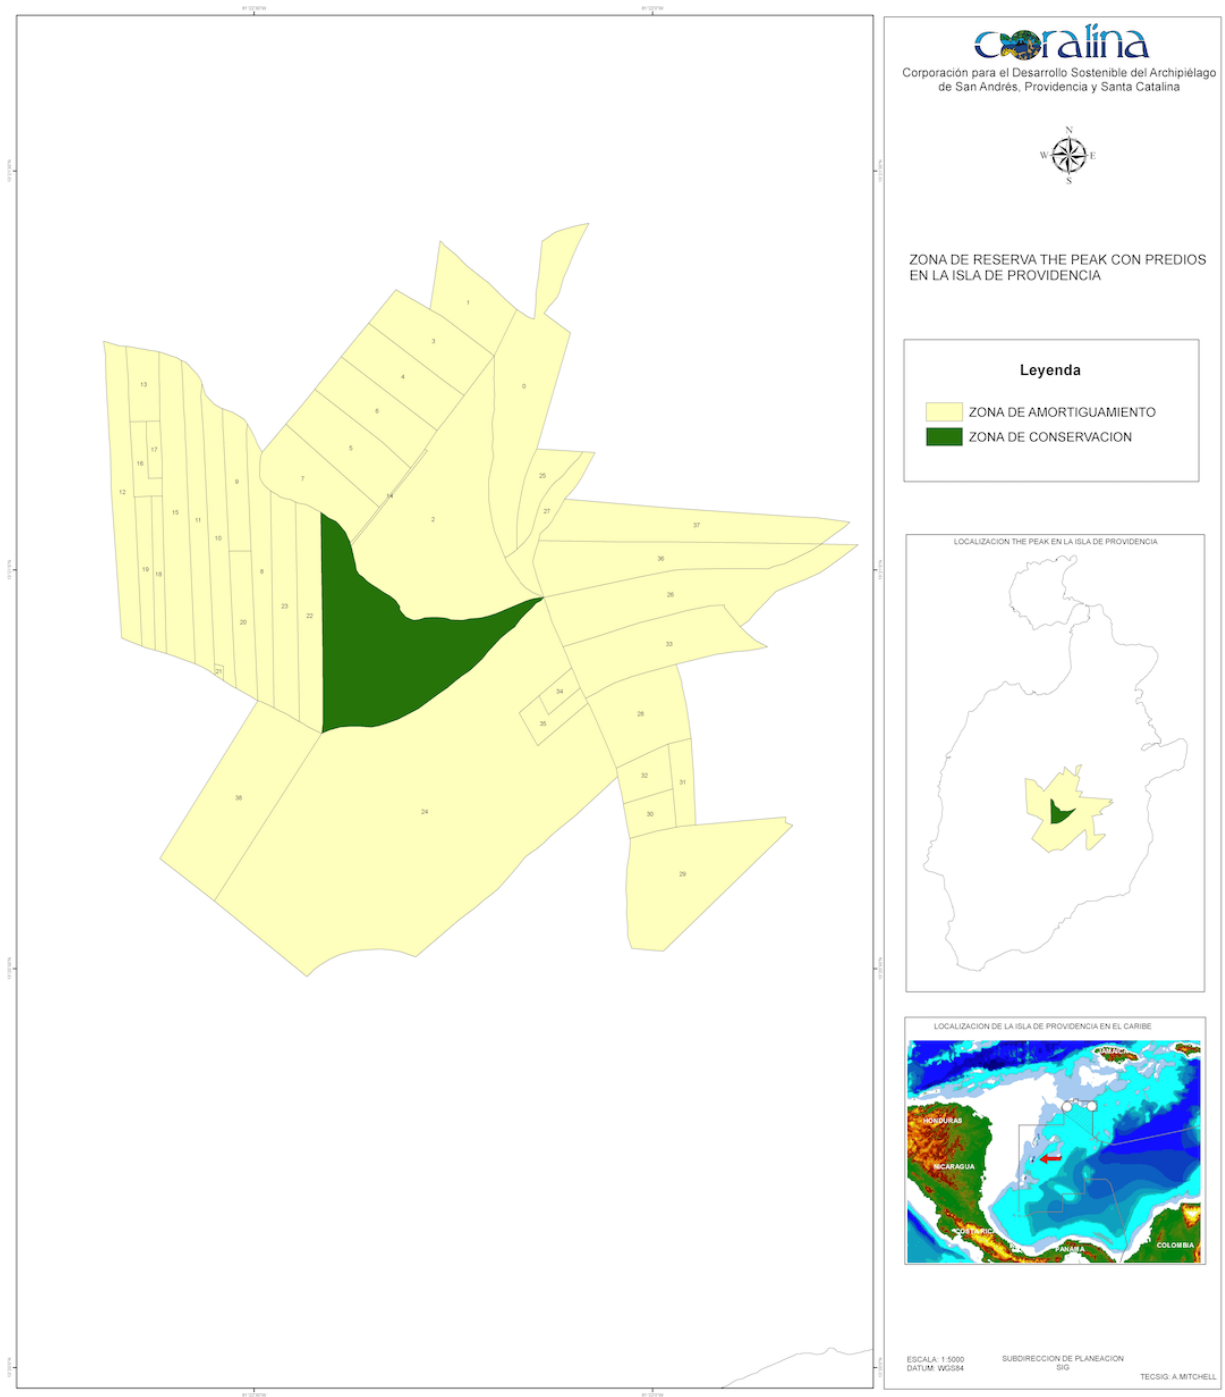 coralina
Corporación para el Desarrollo Sostenible del Archipiélago
de San Andrés, Providencia y Santa Catalina
N
W
E
S
ZONA DE RESERVA THE PEAK CON PREDIOS
EN LA ISLA DE PROVIDENCIA
Leyenda
ZONA DE AMORTIGUAMIENTO
ZONA DE CONSERVACION
1
3
4
0
6
5
7
14
2
13
17
16
12
15
11
9
10
25
27
37
36
26
33
19
18
8
23
22
20
21
34
35
28
32
31
30
38
24
29
LOCALIZACION THE PEAK EN LA ISLA DE PROVIDENCIA
LOCALIZACION DE LA ISLA DE PROVIDENCIA EN EL CARIBE
JAMAICA
HONDURAS
NICARAGUA
COSTA RICA
PANAMA
COLOMBIA
ESCALA: 1:5000
DATUM: WGS84
SUBDIRECCION DE PLANEACION
SIG
TECSIG: A.MITCHELL